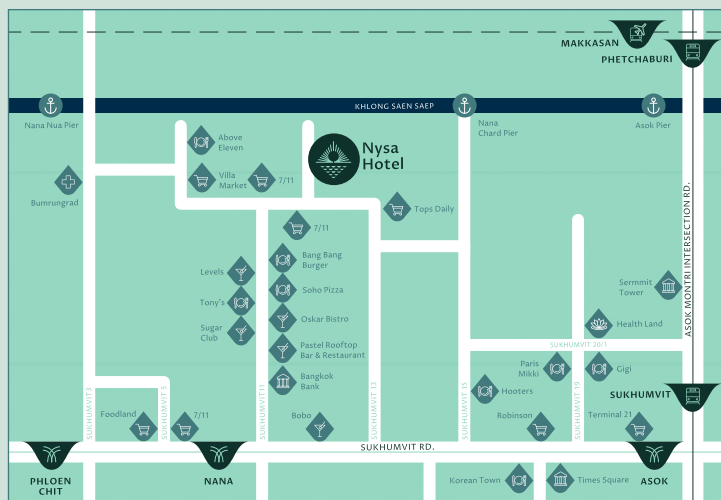 MAKKASAN
PHETCHABURI
KHLONG SAEN SAEP
Nana Nua Pier
Nana
Chard Pier
Asok Pier
Above
Eleven
Nysa
Hotel
Villa
Market
7/11
Bumrungrad
Tops Daily
7/11
ASOK MONTRI INTERSECTION RD.
Bang Bang
Burger
Levels
Soho Pizza
Tony's
Oskar Bistro
Sugar
Club
Pastel Rooftop
Bar & Restaurant
Bangkok
Bank
Sermmit
Tower
Health Land
SUKHUMVIT 20/1
Paris
Mikki
Gigi
Hooters
SUKHUMVIT
SUKHUMVIT 3
SUKHUMVIT 5
SUKHUMVIT 11
SUKHUMVIT 13
SUKHUMVIT 15
SUKHUMVIT 19
Foodland
7/11
Bobo
Robinson
Terminal 21
SUKHUMVIT RD.
PHLOEN
CHIT
NANA
Korean Town
Times Square
ASOK